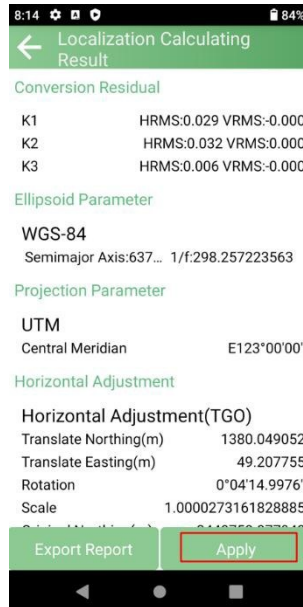 8:14 84%
Localization Calculating
Result
Conversion Residual
K1 HRMS:0.029 VRMS:-0.000
K2 HRMS:0.032 VRMS:0.000
K3 HRMS:0.006 VRMS:-0.000
Ellipsoid Parameter
WGS-84
Semimajor Axis:637... 1/f:298.257223563
Projection Parameter
UTM
Central Meridian E123°00'00"
Horizontal Adjustment
Horizontal Adjustment(TGO)
Translate Northing(m) 1380.049052
Translate Easting(m) 49.207755
Rotation 0°04'14.9976"
Scale 1.0000273161828885
Export Report Apply